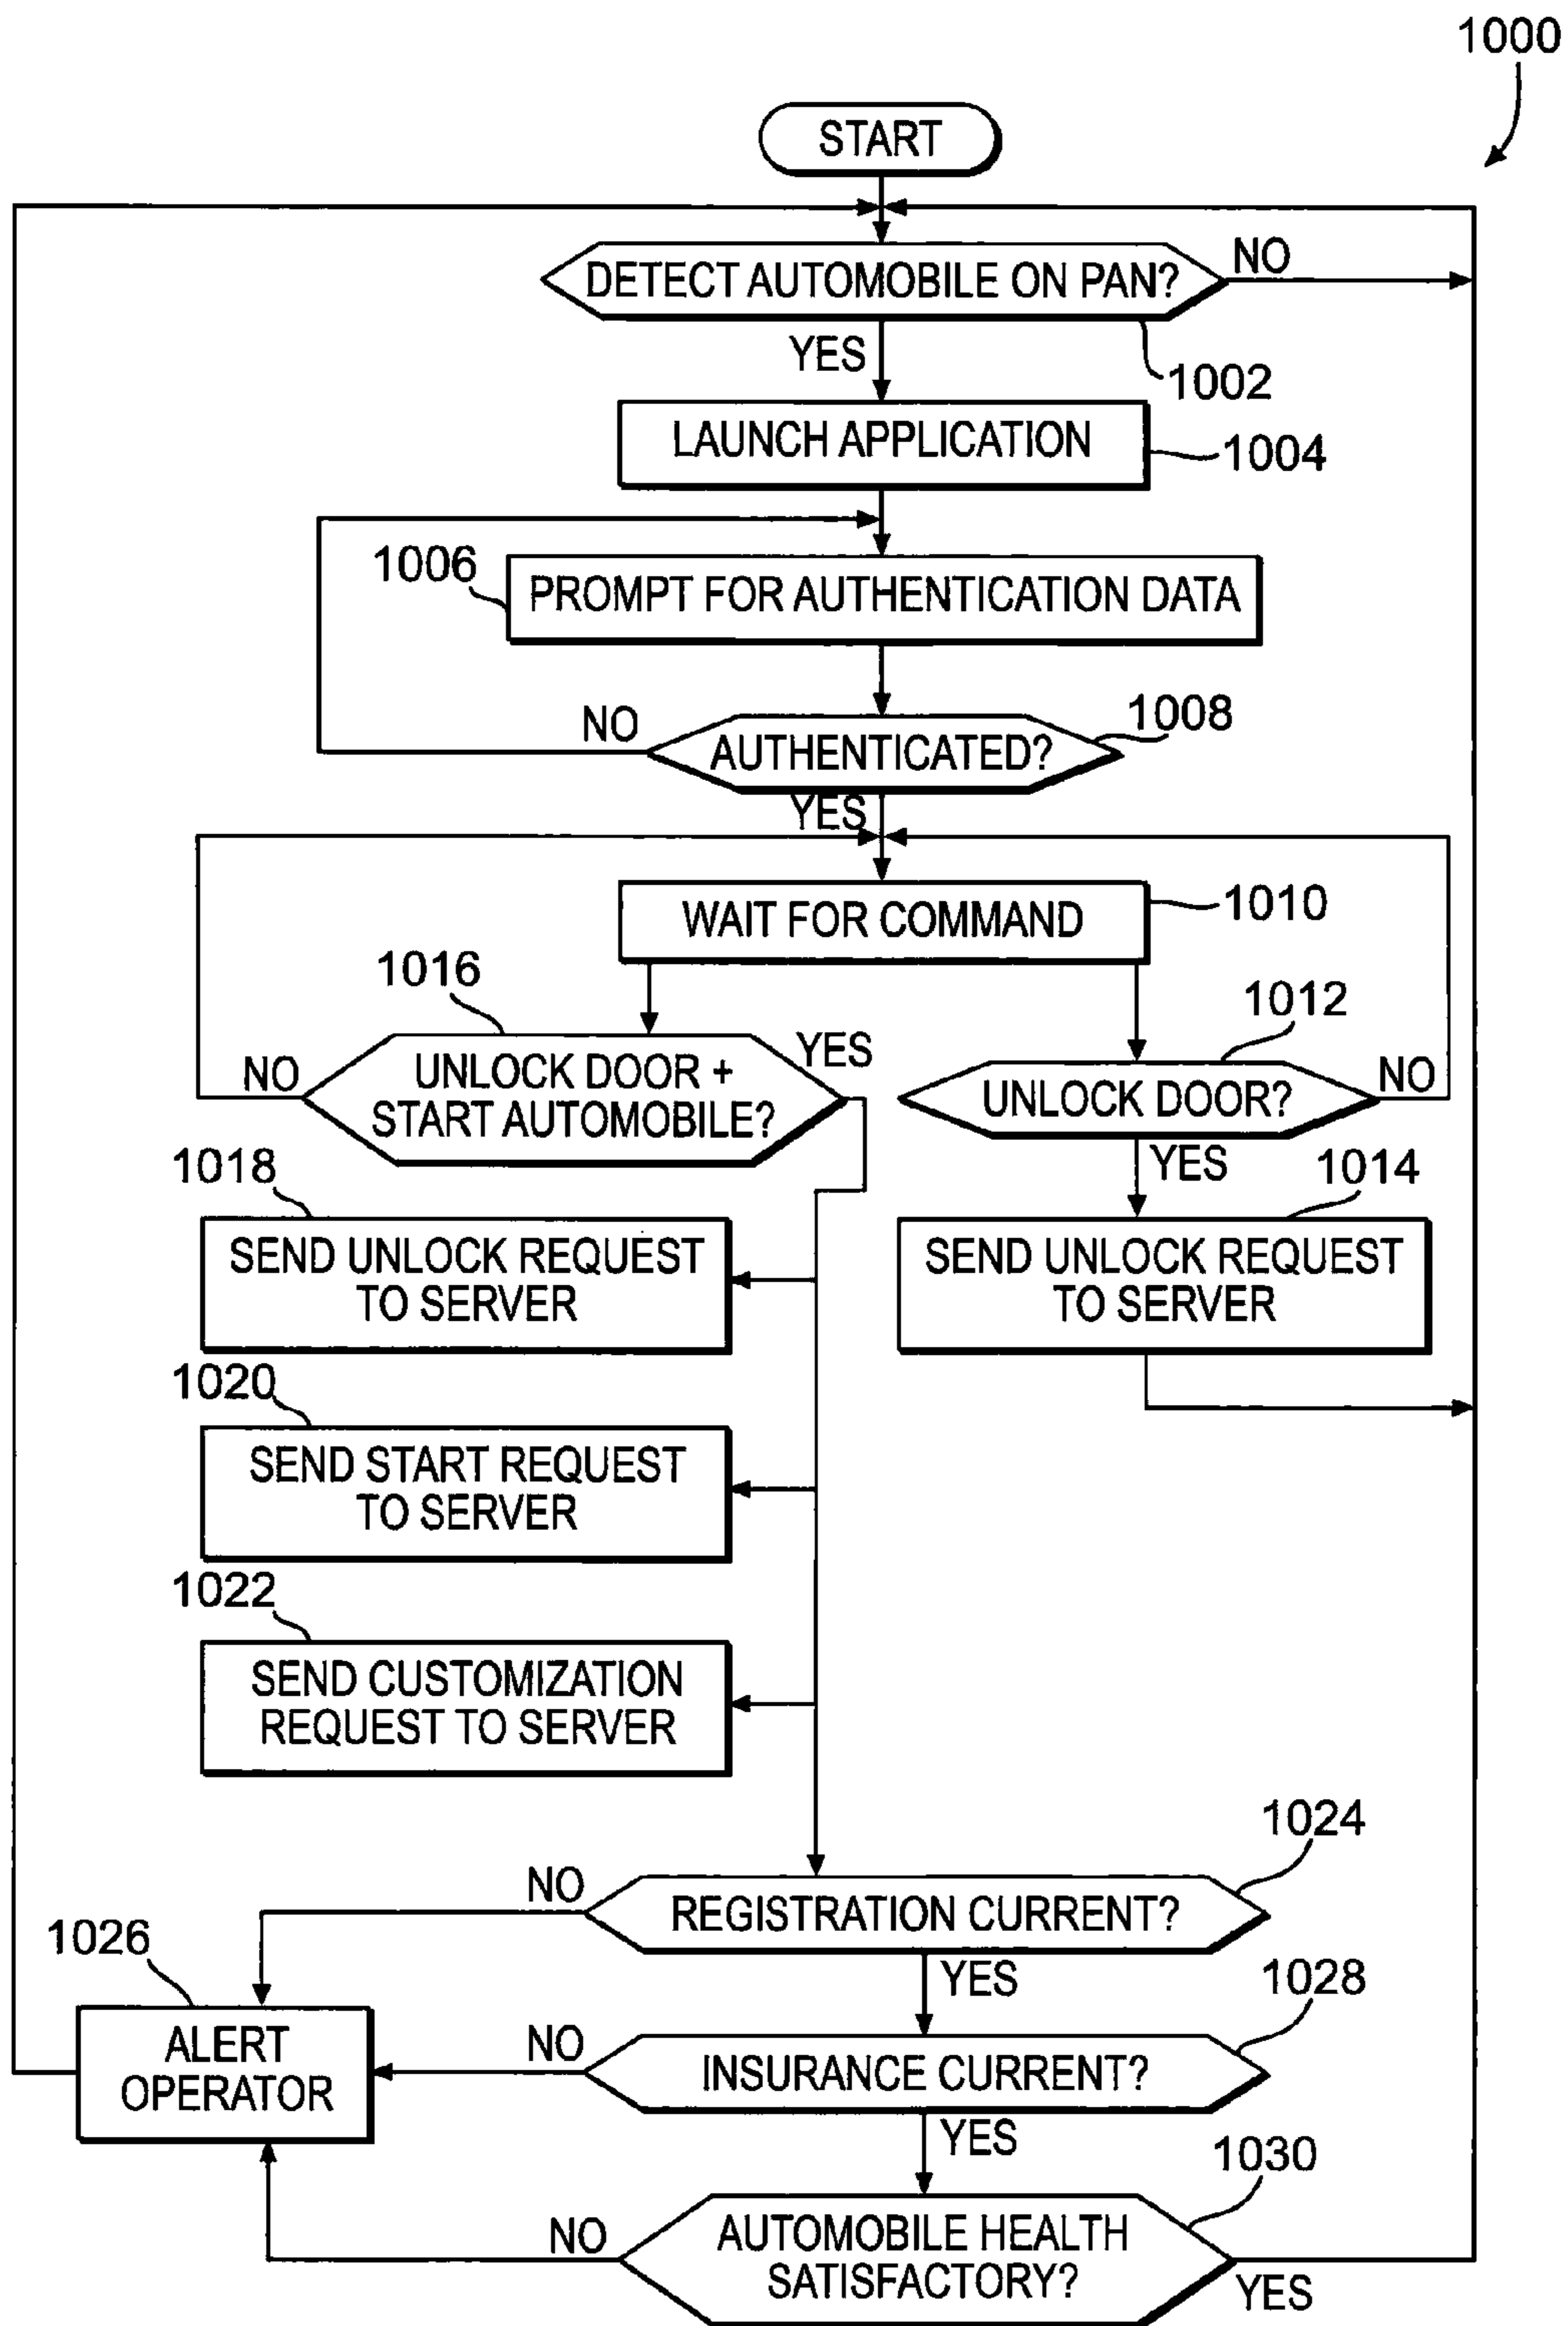 1000
START
DETECT AUTOMOBILE ON PAN?
NO
YES
1002
LAUNCH APPLICATION
1004
1006
PROMPT FOR AUTHENTICATION DATA
NO
1008
AUTHENTICATED?
YES
WAIT FOR COMMAND
1010
1016
1012
NO
UNLOCK DOOR +
START AUTOMOBILE?
YES
UNLOCK DOOR?
NO
1018
YES
1014
SEND UNLOCK REQUEST
TO SERVER
SEND UNLOCK REQUEST
TO SERVER
1020
SEND START REQUEST
TO SERVER
1022
SEND CUSTOMIZATION
REQUEST TO SERVER
1024
NO
REGISTRATION CURRENT?
1026
YES
1028
ALERT
OPERATOR
NO
INSURANCE CURRENT?
YES
1030
NO
AUTOMOBILE HEALTH
SATISFACTORY?
YES